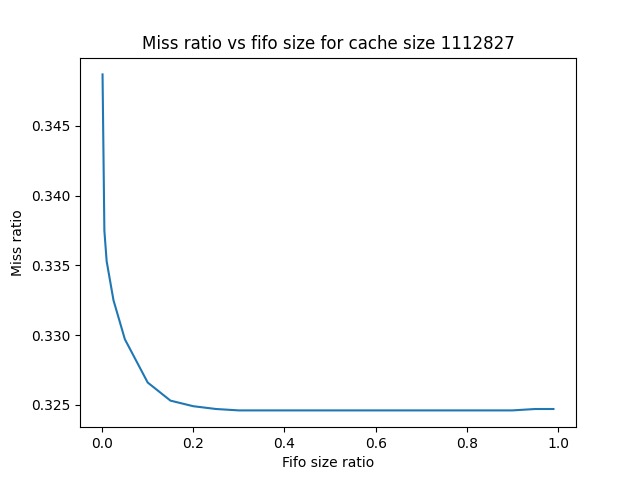 Miss ratio vs fifo size for cache size 1112827
Miss ratio
0.345
0.340
0.335
0.330
0.325
0.0 0.2 0.4 0.6 0.8 1.0
Fifo size ratio